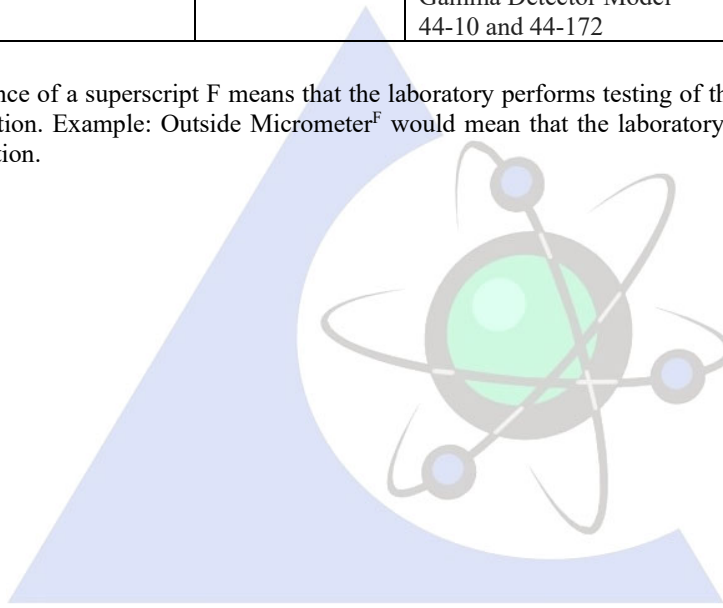 Gamma Detector Model
44-10 and 44-172
nce of a superscript F means that the laboratory performs testing of th
tion. Example: Outside Micrometerᶠ would mean that the laboratory
tion.